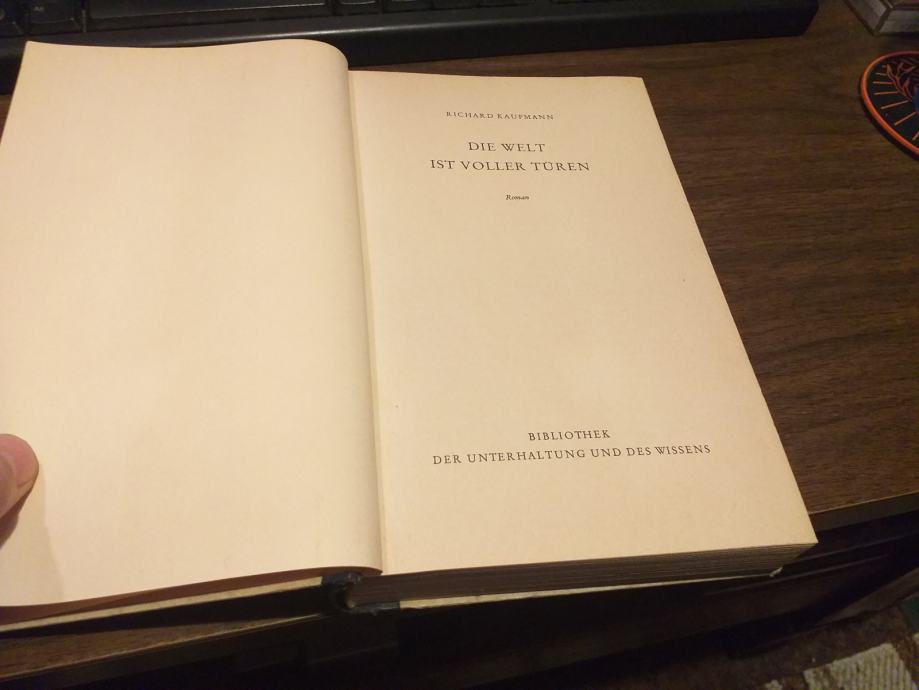 RICHARD KAUFMANN
DIE WELT
IST VOLLER TÜREN
Roman
BIBLIOTHEK
DER UNTERHALTUNG UND DES WISSENS